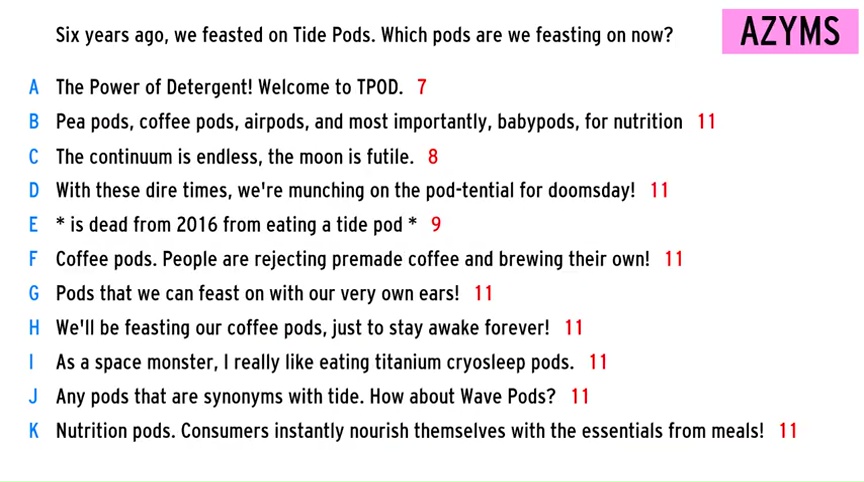 Six years ago, we feasted on Tide Pods. Which pods are we feasting on now?
AZYMS
A The Power of Detergent! Welcome to TPOD. 7
B Pea pods, coffee pods, airpods, and most importantly, babypods, for nutrition 11
C The continuum is endless, the moon is futile. 8
D With these dire times, we're munching on the pod-tential for doomsday! 11
E * is dead from 2016 from eating a tide pod * 9
F Coffee pods. People are rejecting premade coffee and brewing their own! 11
G Pods that we can feast on with our very own ears! 11
H We'll be feasting our coffee pods, just to stay awake forever! 11
I As a space monster, I really like eating titanium cryosleep pods. 11
J Any pods that are synonyms with tide. How about Wave Pods? 11
K Nutrition pods. Consumers instantly nourish themselves with the essentials from meals! 11